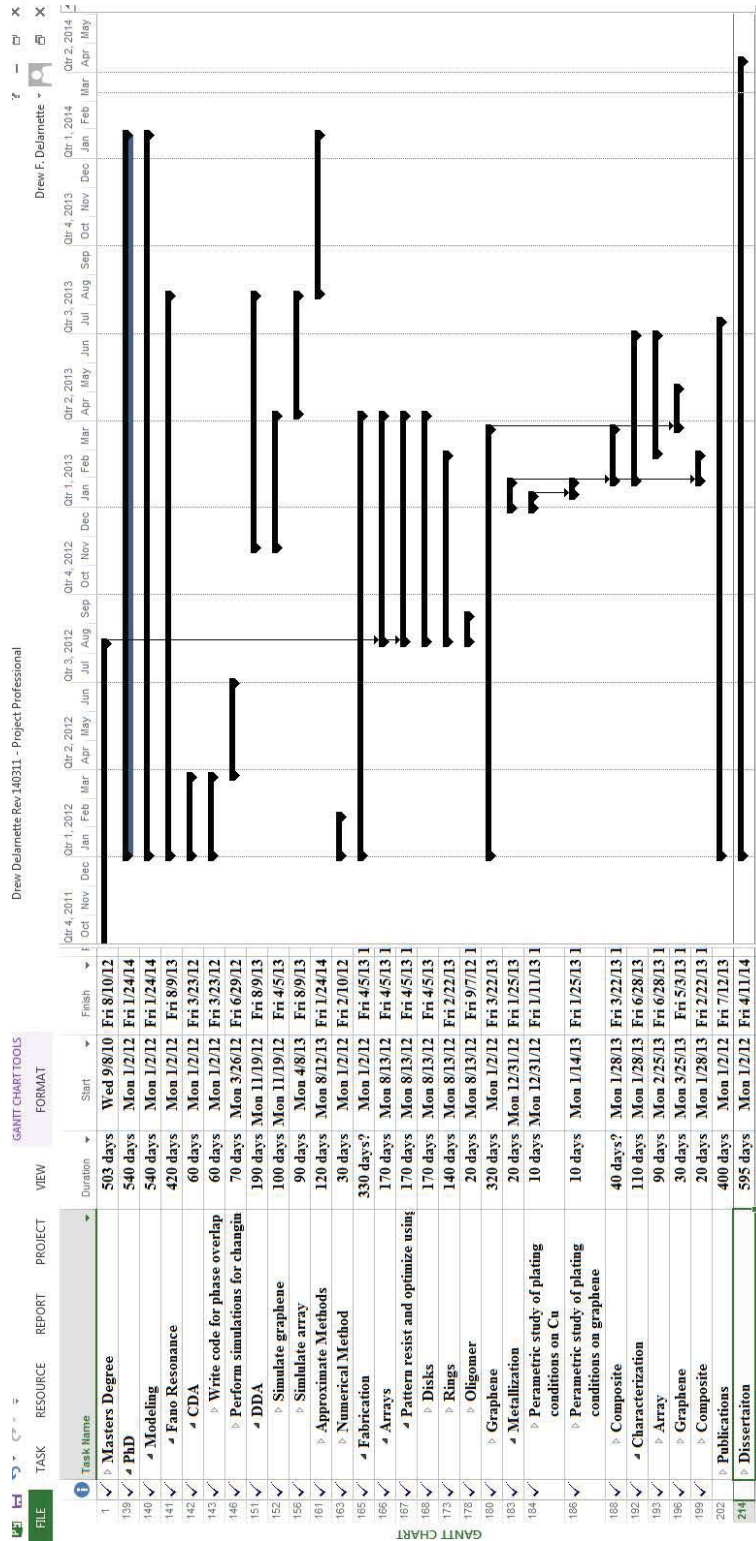 Drew Delarnette Rev 140311 - Project Professional
GANTT CHART TOOLS
FILE TASK RESOURCE REPORT PROJECT VIEW FORMAT
Drew F. DeJarnette
GANTT CHART
Task Name Duration Start Finish
1 Masters Degree 503 days Wed 9/8/10 Fri 8/10/12
139 PhD 540 days Mon 1/2/12 Fri 1/24/14
140 Modeling 540 days Mon 1/2/12 Fri 1/24/14
141 Fano Resonance 420 days Mon 1/2/12 Fri 8/9/13
142 CDA 60 days Mon 1/2/12 Fri 3/23/12
143 Write code for phase overlap 60 days Mon 1/2/12 Fri 3/23/12
146 Perform simulations for changin 70 days Mon 3/26/12 Fri 6/29/12
151 DDA 190 days Mon 11/19/12 Fri 8/9/13
152 Simulate graphene 100 days Mon 11/19/12 Fri 4/5/13
156 Simlulate array 90 days Mon 4/8/13 Fri 8/9/13
161 Approximate Methods 120 days Mon 8/12/13 Fri 1/24/14
163 Numerical Method 30 days Mon 1/2/12 Fri 2/10/12
165 Fabrication 330 days? Mon 1/2/12 Fri 4/5/13 1
166 Arrays 170 days Mon 8/13/12 Fri 4/5/13 1
167 Pattern resist and optimize using 170 days Mon 8/13/12 Fri 4/5/13 1
168 Disks 170 days Mon 8/13/12 Fri 4/5/13
173 Rings 140 days Mon 8/13/12 Fri 2/22/13
178 Oligomer 20 days Mon 8/13/12 Fri 9/7/12 1
180 Graphene 320 days Mon 1/2/12 Fri 3/22/13
183 Metallization 20 days Mon 12/31/12 Fri 1/25/13
184 Perametric study of plating 10 days Mon 12/31/12 Fri 1/11/13
conditions on Cu
186 Perametric study of plating 10 days Mon 1/14/13 Fri 1/25/13 1
conditions on graphene
188 Composite 40 days? Mon 1/28/13 Fri 3/22/13 1
192 Characterization 110 days Mon 1/28/13 Fri 6/28/13
193 Array 90 days Mon 2/25/13 Fri 6/28/13 1
196 Graphene 30 days Mon 3/25/13 Fri 5/3/13 1
199 Composite 20 days Mon 1/28/13 Fri 2/22/13 1
202 Publications 400 days Mon 1/2/12 Fri 7/12/13
214 Dissertaiton 595 days Mon 1/2/12 Fri 4/11/14
Qtr 4, 2011 Qtr 1, 2012 Qtr 2, 2012 Qtr 3, 2012 Qtr 4, 2012 Qtr 1, 2013 Qtr 2, 2013 Qtr 3, 2013 Qtr 4, 2013 Qtr 1, 2014 Qtr 2, 2014
Oct Nov Dec Jan Feb Mar Apr May Jun Jul Aug Sep Oct Nov Dec Jan Feb Mar Apr May Jun Jul Aug Sep Oct Nov Dec Jan Feb Mar Apr May